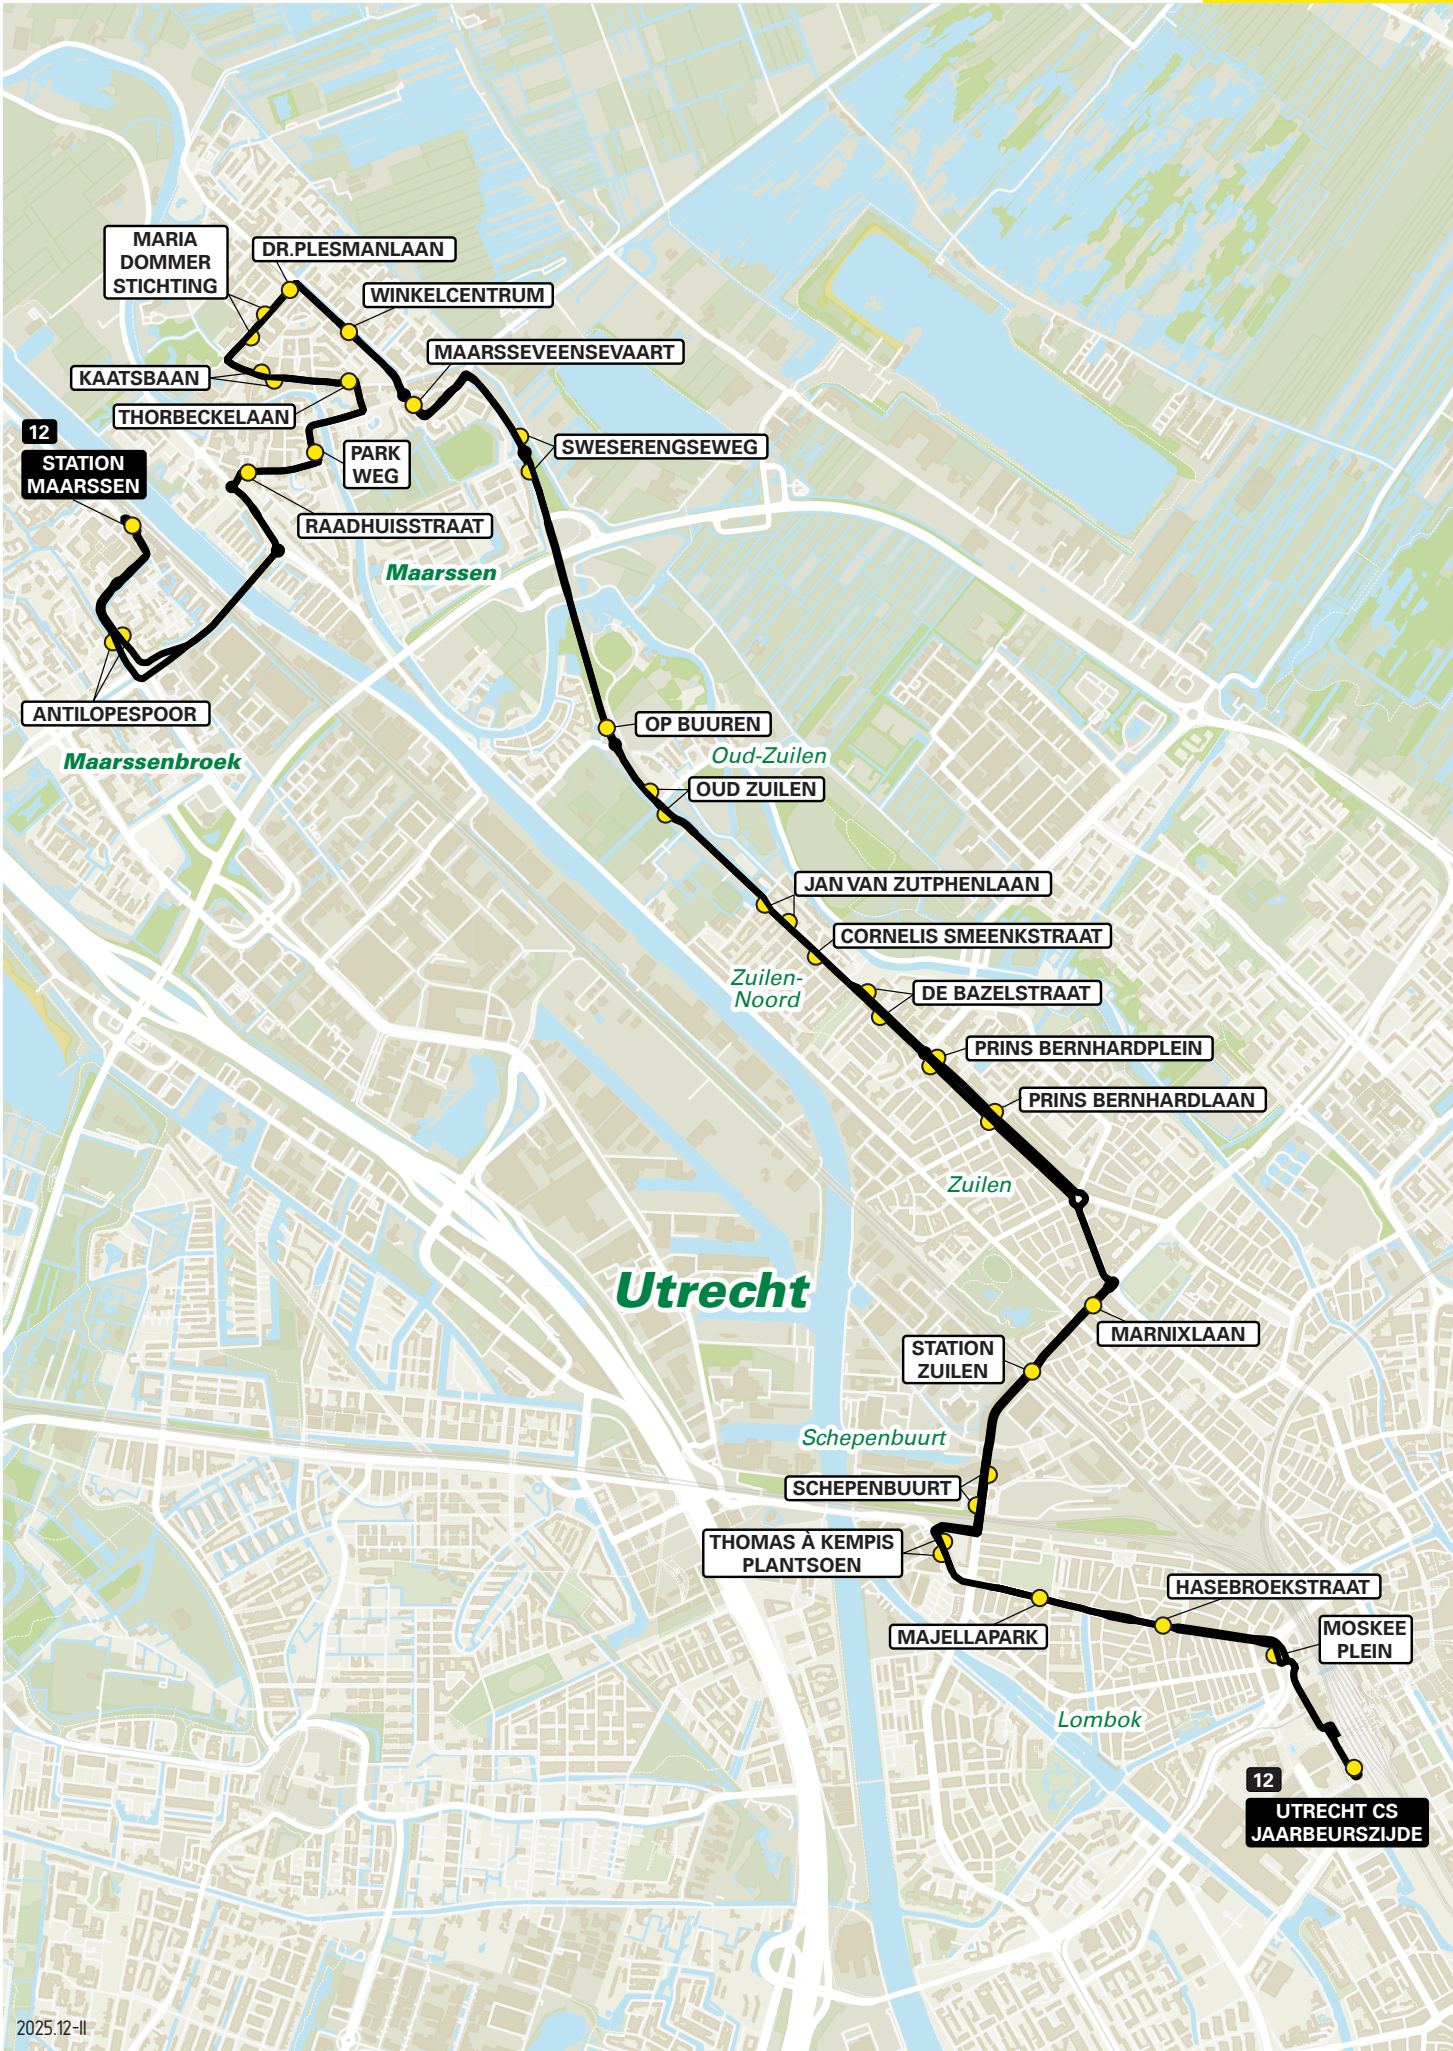 MARIA
DOMMER
STICHTING
DR.PLESMANLAAN
WINKELCENTRUM
MAARSSEVEENSEVAART
KAATSBAAN
THORBECKELAAN
12
STATION
MAARSSEN
PARK
WEG
SWESERENGSEWEG
RAADHUISSTRAAT
Maarssen
ANTILOPESPOOR
Maarssenbroek
OP BUUREN
Oud-Zuilen
OUD ZUILEN
JAN VAN ZUTPHENLAAN
CORNELIS SMEENKSTRAAT
Zuilen-
Noord
DE BAZELSTRAAT
PRINS BERNHARDPLEIN
PRINS BERNHARDLAAN
Zuilen
Utrecht
MARNIXLAAN
STATION
ZUILEN
Schepenbuurt
SCHEPENBUURT
THOMAS À KEMPIS
PLANTSOEN
HASEBROEKSTRAAT
MAJELLAPARK
MOSKEE
PLEIN
Lombok
12
UTRECHT CS
JAARBEURSZIJDE
2025.12-II